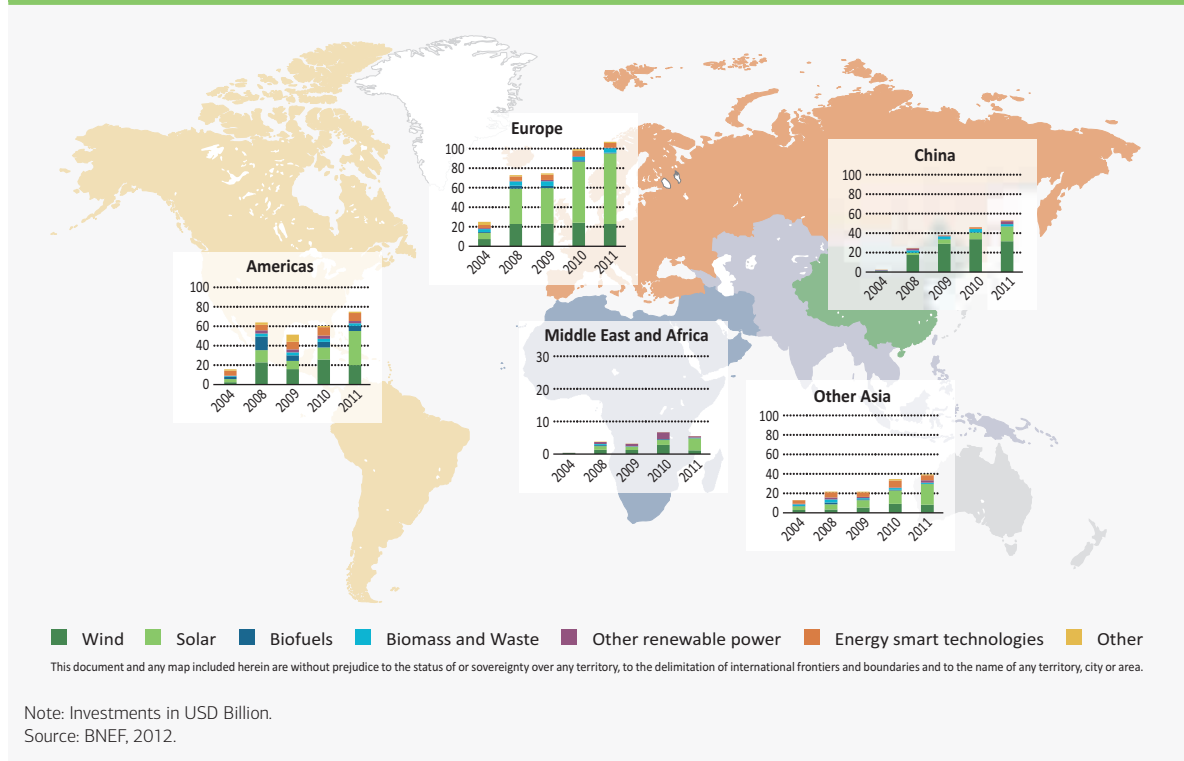 Europe
100
80
60
40
20
0
2004 2008 2009 2010 2011
China
100
80
60
40
20
0
2004 2008 2009 2010 2011
Americas
100
80
60
40
20
0
2004 2008 2009 2010 2011
Middle East and Africa
30
20
10
0
2004 2008 2009 2010 2011
Other Asia
100
80
60
40
20
0
2004 2008 2009 2010 2011
Wind Solar Biofuels Biomass and Waste Other renewable power Energy smart technologies Other
This document and any map included herein are without prejudice to the status of or sovereignty over any territory, to the delimitation of international frontiers and boundaries and to the name of any territory, city or area.
Note: Investments in USD Billion.
Source: BNEF, 2012.